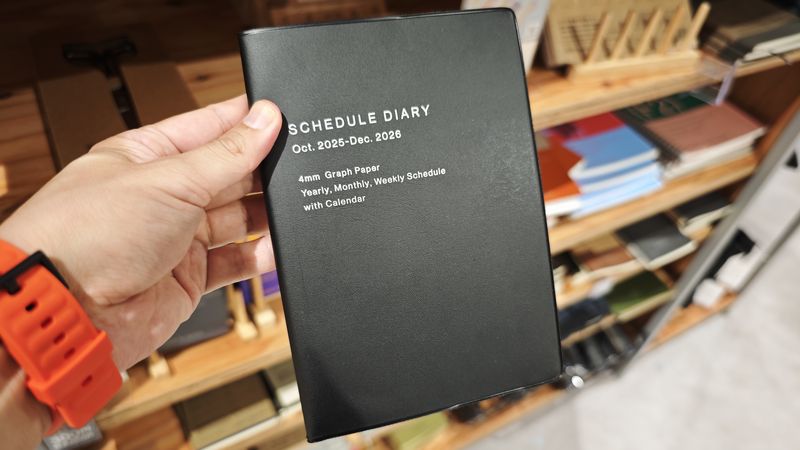 SCHEDULE DIARY
Oct. 2025-Dec. 2026
4mm Graph Paper
Yearly, Monthly, Weekly Schedule
with Calendar